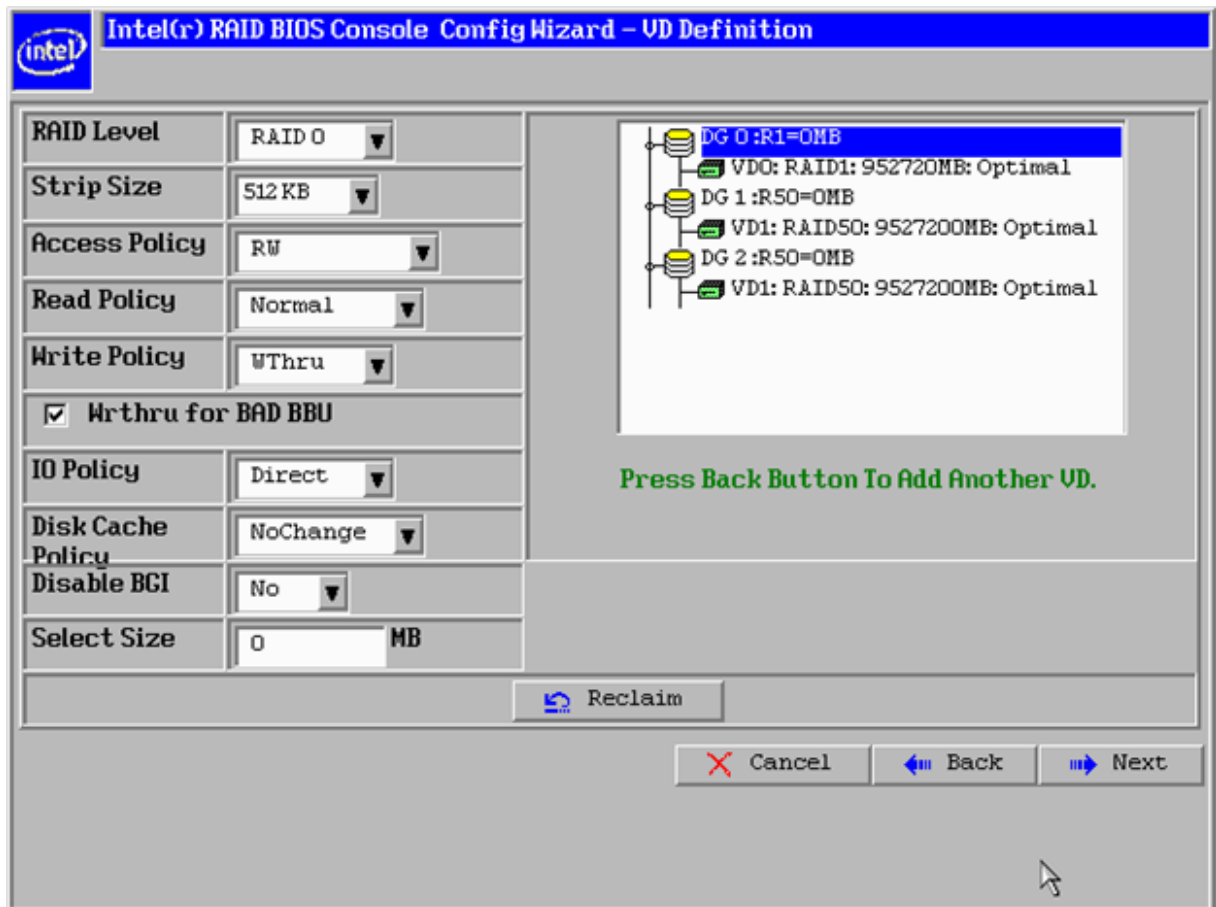 intel
Intel(r) RAID BIOS Console Config Wizard – VD Definition
RAID Level RAID 0
Strip Size 512 KB
Access Policy RW
Read Policy Normal
Write Policy WThru
Wrthru for BAD BBU
IO Policy Direct
Disk Cache Policy NoChange
Disable BGI No
Select Size 0 MB
DG 0 :R1=0MB
VD0: RAID1: 952720MB: Optimal
DG 1 :R50=0MB
VD1: RAID50: 9527200MB: Optimal
DG 2 :R50=0MB
VD1: RAID50: 9527200MB: Optimal
Press Back Button To Add Another VD.
Reclaim
Cancel Back Next